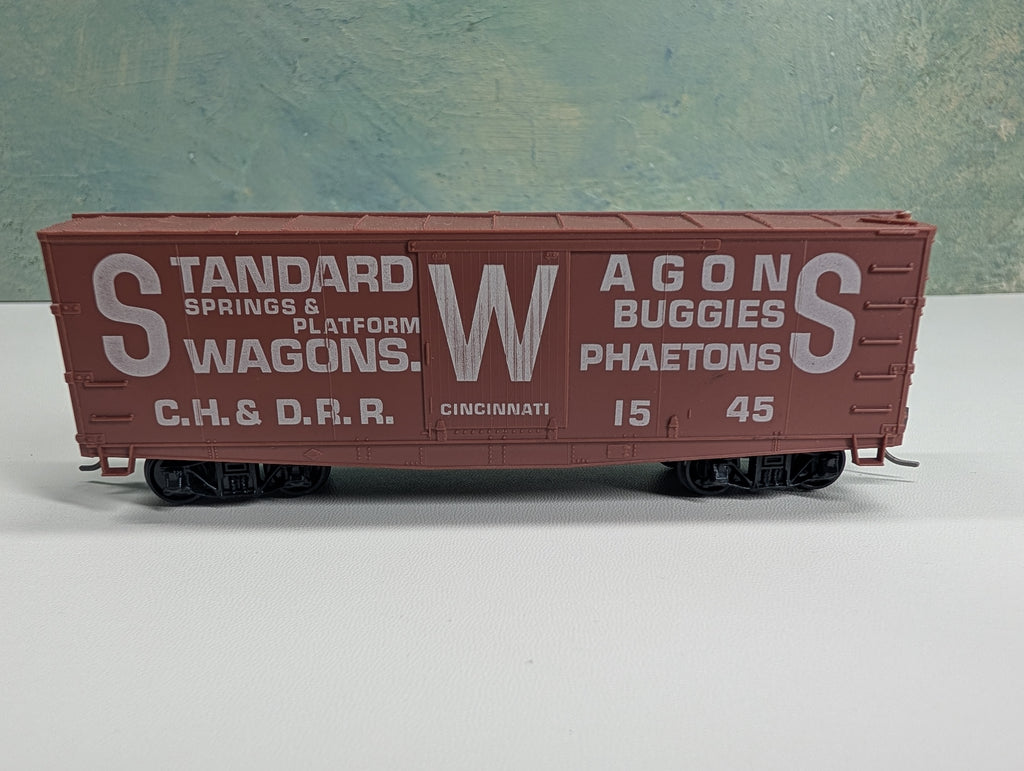 STANDARD
SPRINGS &
PLATFORM
WAGONS.
C.H. & D.R.R.
W
CINCINNATI
AGONS
BUGGIES
PHAETONS
15 45